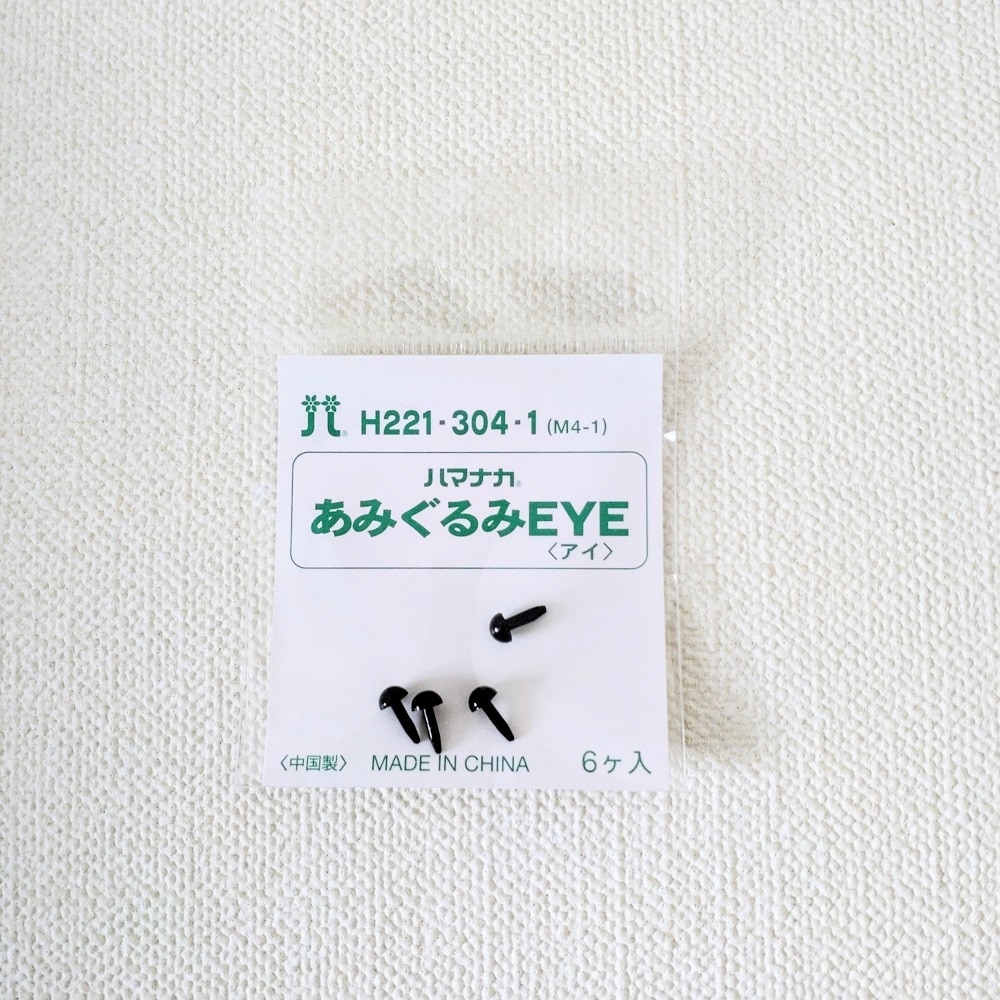 ® H221・304・1 (M4-1)
ハマナカ®
あみぐるみEYE
〈アイ〉
〈中国製〉 MADE IN CHINA 6ヶ入